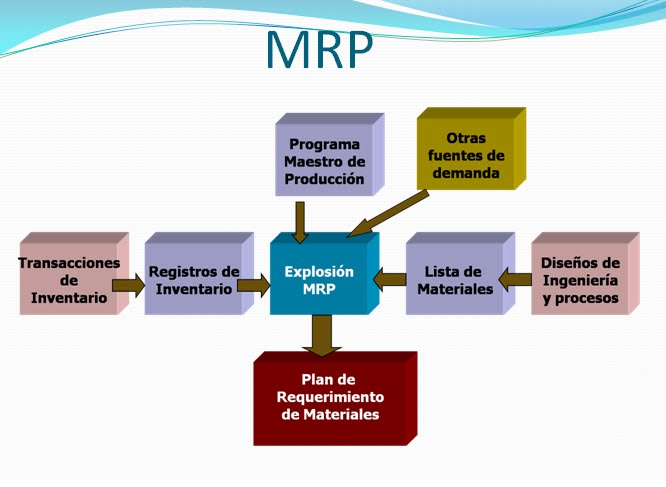 MRP
Programa
Maestro de
Producción
Otras
fuentes de
demanda
Transacciones
de
Inventario
Registros de
Inventario
Explosión
MRP
Lista de
Materiales
Diseños de
Ingeniería
y procesos
Plan de
Requerimiento
de Materiales